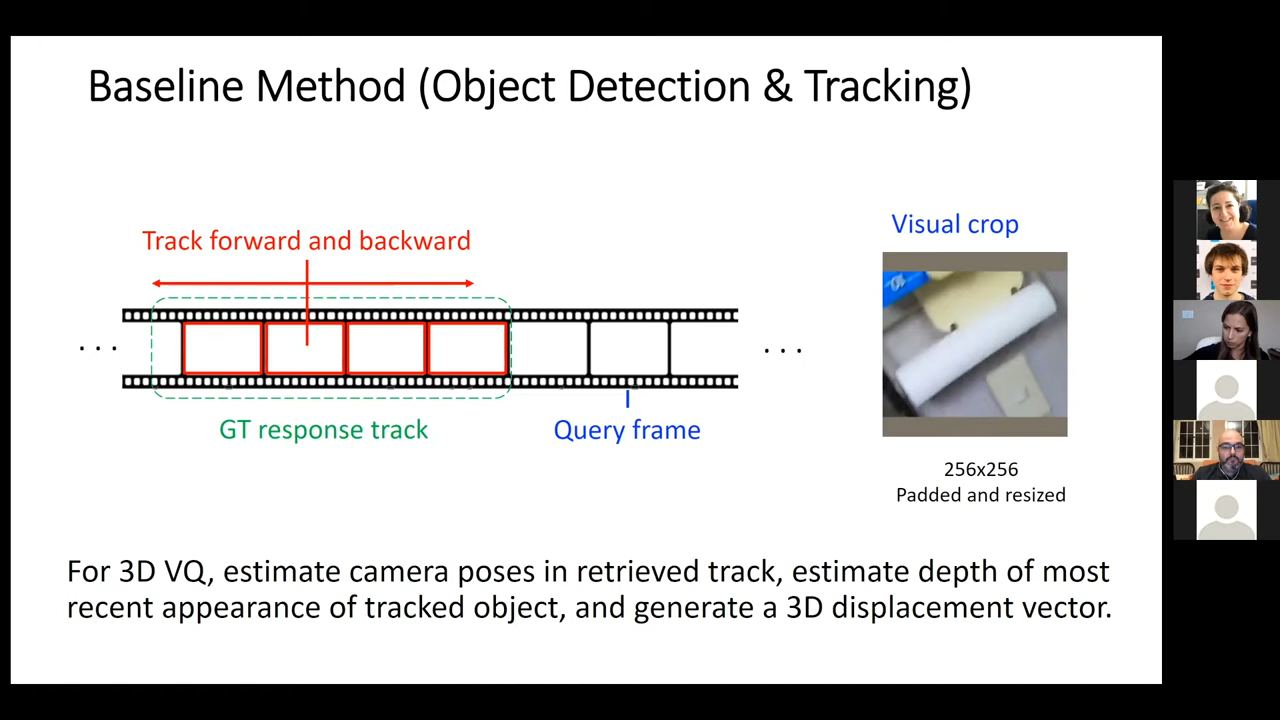 Baseline Method (Object Detection & Tracking)
Track forward and backward
Visual crop
. . .
. . .
GT response track
Query frame
256x256
Padded and resized
For 3D VQ, estimate camera poses in retrieved track, estimate depth of most
recent appearance of tracked object, and generate a 3D displacement vector.